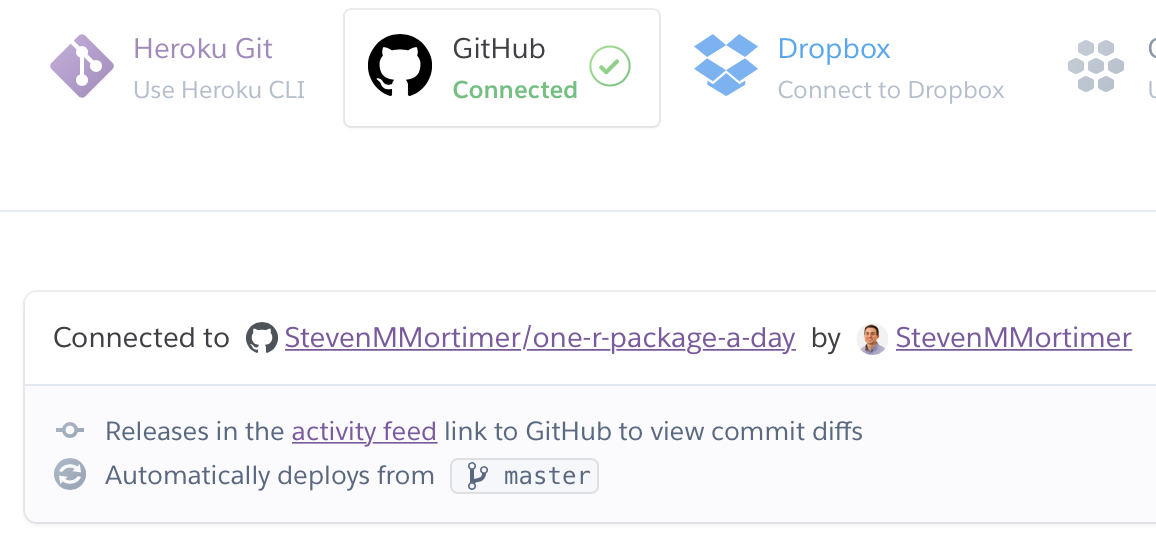 Heroku Git
Use Heroku CLI
GitHub
Connected
Dropbox
Connect to Dropbox
Connected to StevenMMortimer/one-r-package-a-day by StevenMMortimer
Releases in the activity feed link to GitHub to view commit diffs
Automatically deploys from master